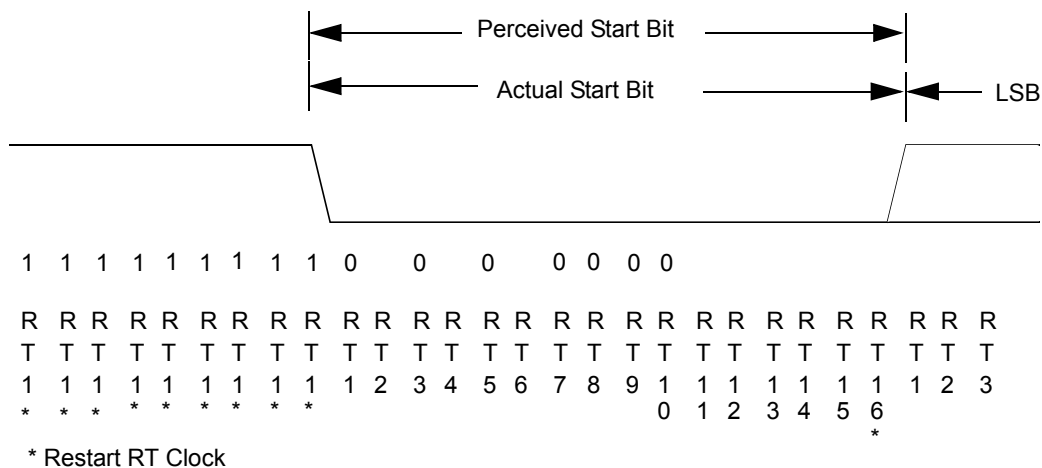 Perceived Start Bit
Actual Start Bit
LSB
1 1 1 1 1 1 1 1 1 0 0 0 0 0 0 0
R R R R R R R R R R R R R R R R R R R R R R R R R R R R
T T T T T T T T T T T T T T T T T T T T T T T T T T T T
1 1 1 1 1 1 1 1 1 1 2 3 4 5 6 7 8 9 1 1 1 1 1 1 1 1 2 3
* * * * * * * * * 0 1 2 3 4 5 6
*
* Restart RT Clock